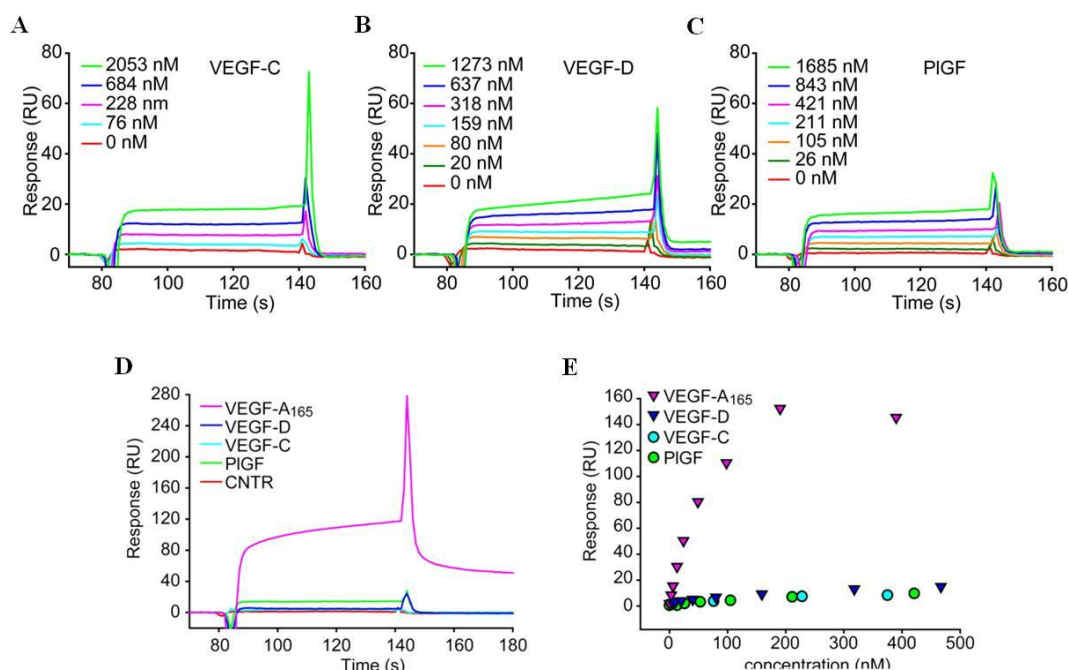 A
80
60
40
20
0
Response (RU)
2053 nM
684 nM
228 nm
76 nM
0 nM
VEGF-C
80 100 120 140 160
Time (s)
B
80
60
40
20
0
Response (RU)
1273 nM
637 nM
318 nM
159 nM
80 nM
20 nM
0 nM
VEGF-D
80 100 120 140 160
Time (s)
C
80
60
40
20
0
Response (RU)
1685 nM
843 nM
421 nM
211 nM
105 nM
26 nM
0 nM
PlGF
80 100 120 140 160
Time (s)
D
280
240
200
160
120
80
40
0
Response (RU)
VEGF-A165
VEGF-D
VEGF-C
PlGF
CNTR
80 100 120 140 160 180
Time (s)
E
160
140
120
100
80
60
40
20
0
Response (RU)
VEGF-A165
VEGF-D
VEGF-C
PlGF
0 100 200 300 400 500
concentration (nM)